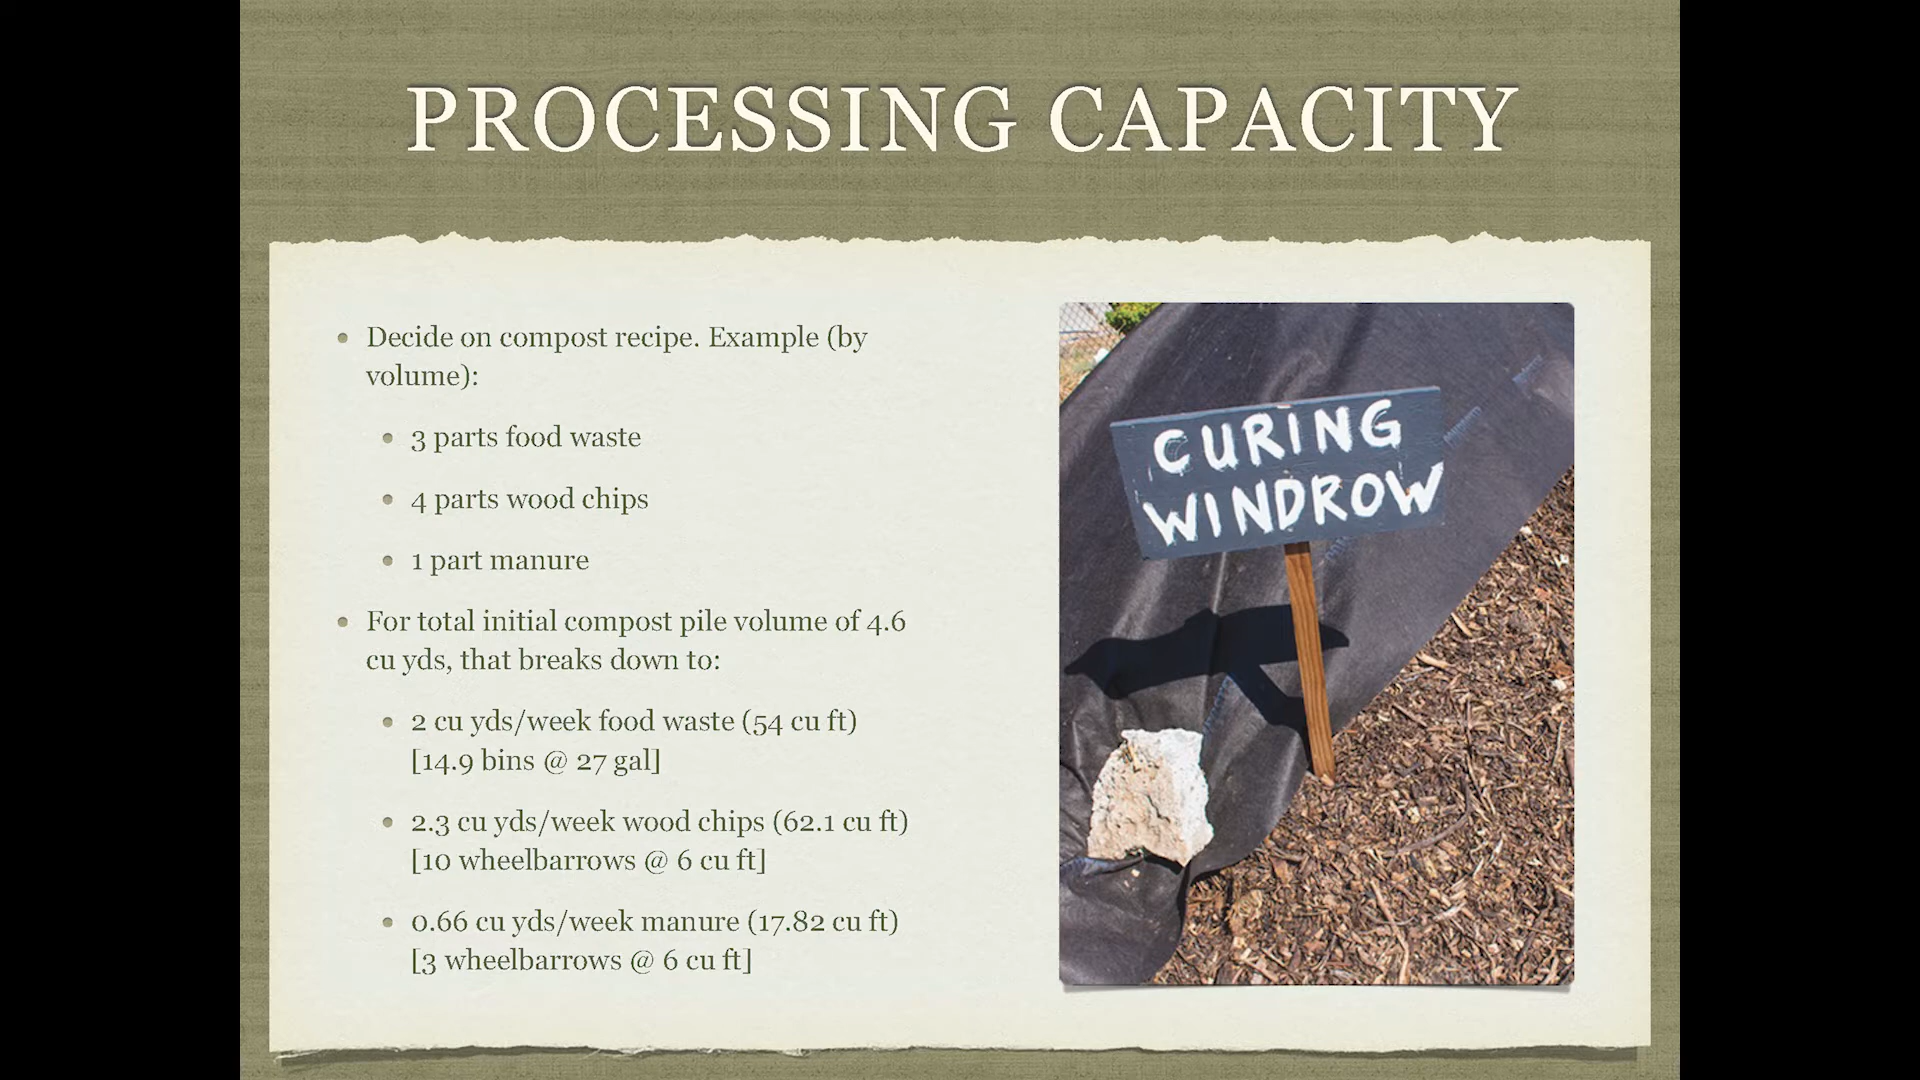 PROCESSING CAPACITY
Decide on compost recipe. Example (by
volume):
3 parts food waste
4 parts wood chips
1 part manure
For total initial compost pile volume of 4.6
cu yds, that breaks down to:
2 cu yds/week food waste (54 cu ft)
[14.9 bins @ 27 gal]
2.3 cu yds/week wood chips (62.1 cu ft)
[10 wheelbarrows @ 6 cu ft]
0.66 cu yds/week manure (17.82 cu ft)
[3 wheelbarrows @ 6 cu ft]
CURING
WINDROW